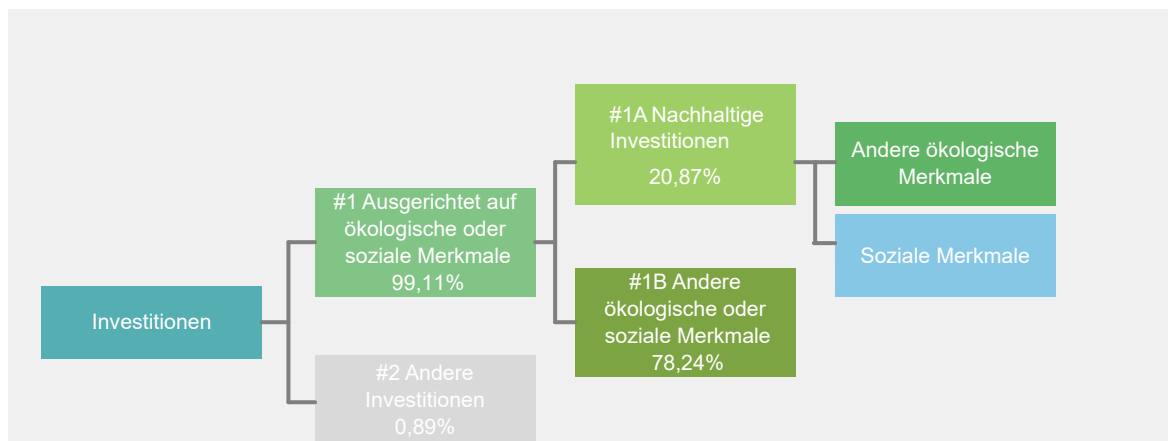 Investitionen
#1 Ausgerichtet auf
ökologische oder
soziale Merkmale
99,11%
#2 Andere
Investitionen
0,89%
#1A Nachhaltige
Investitionen
20,87%
#1B Andere
ökologische oder
soziale Merkmale
78,24%
Andere ökologische
Merkmale
Soziale Merkmale